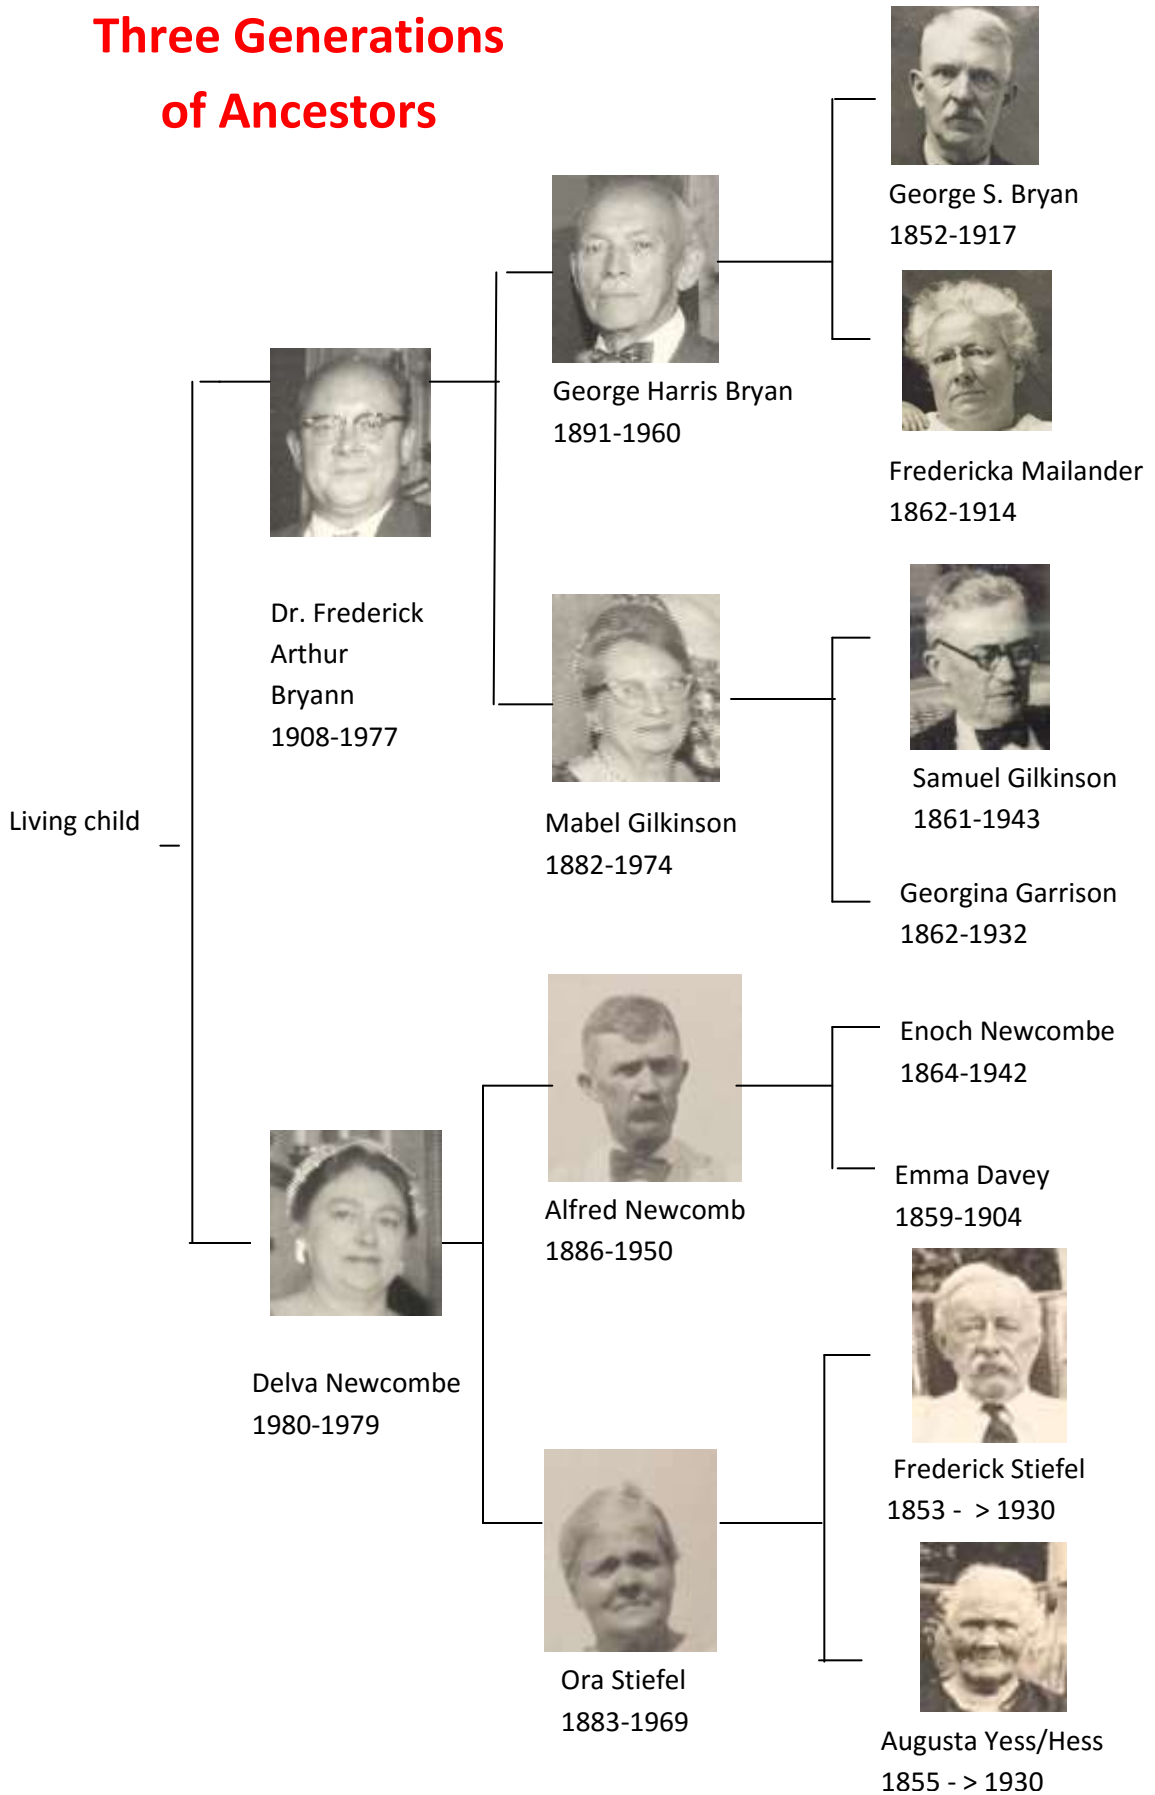 Three Generations
of Ancestors
George S. Bryan
1852-1917
George Harris Bryan
1891-1960
Fredericka Mailander
1862-1914
Dr. Frederick
Arthur
Bryann
1908-1977
Samuel Gilkinson
1861-1943
Mabel Gilkinson
1882-1974
Living child
Georgina Garrison
1862-1932
Enoch Newcombe
1864-1942
Alfred Newcomb
1886-1950
Emma Davey
1859-1904
Delva Newcombe
1980-1979
Frederick Stiefel
1853 - > 1930
Ora Stiefel
1883-1969
Augusta Yess/Hess
1855 - > 1930